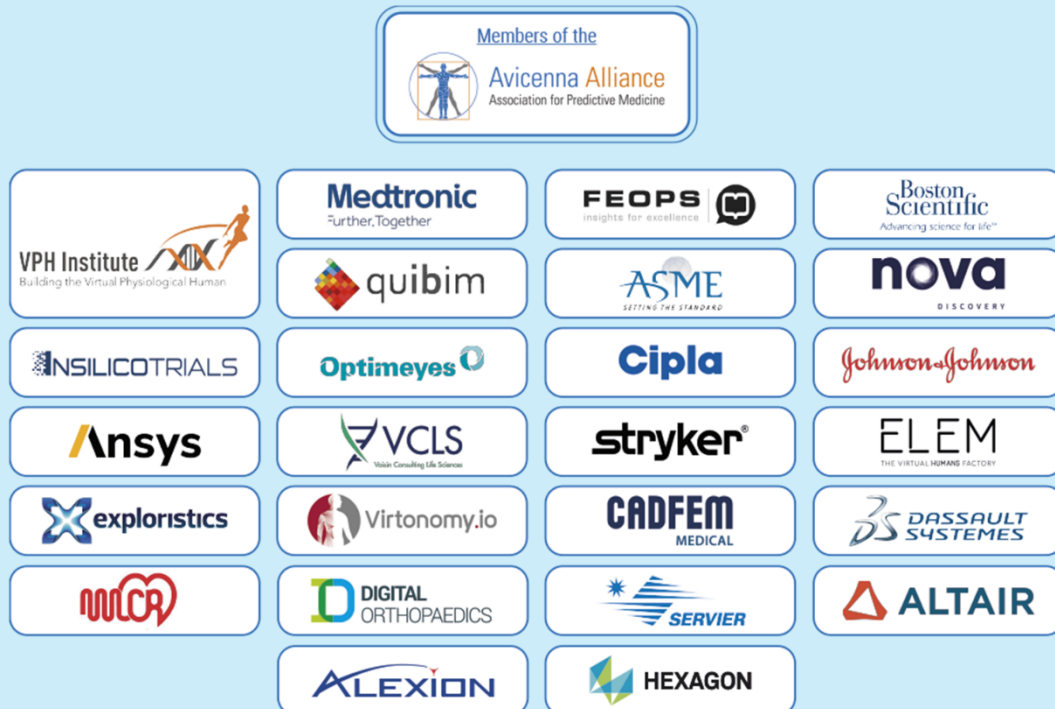 Members of the
Avicenna Alliance
Association for Predictive Medicine
VPH Institute
Building the Virtual Physiological Human
Medtronic
Further, Together
FEOPS
insights for excellence
Boston
Scientific
Advancing science for life™
quibim
ASME
SETTING THE STANDARD
nova
DISCOVERY
INSILICOTRIALS
Optimeyes
Cipla
Johnson & Johnson
Ansys
VCLS
Voisin Consulting Life Sciences
stryker®
ELEM
THE VIRTUAL HUMANS FACTORY
exploristics
Virtonomy.io
CADFEM
MEDICAL
DASSAULT
SYSTEMES
MCR
DIGITAL
ORTHOPAEDICS
SERVIER
ALTAIR
ALEXION
HEXAGON